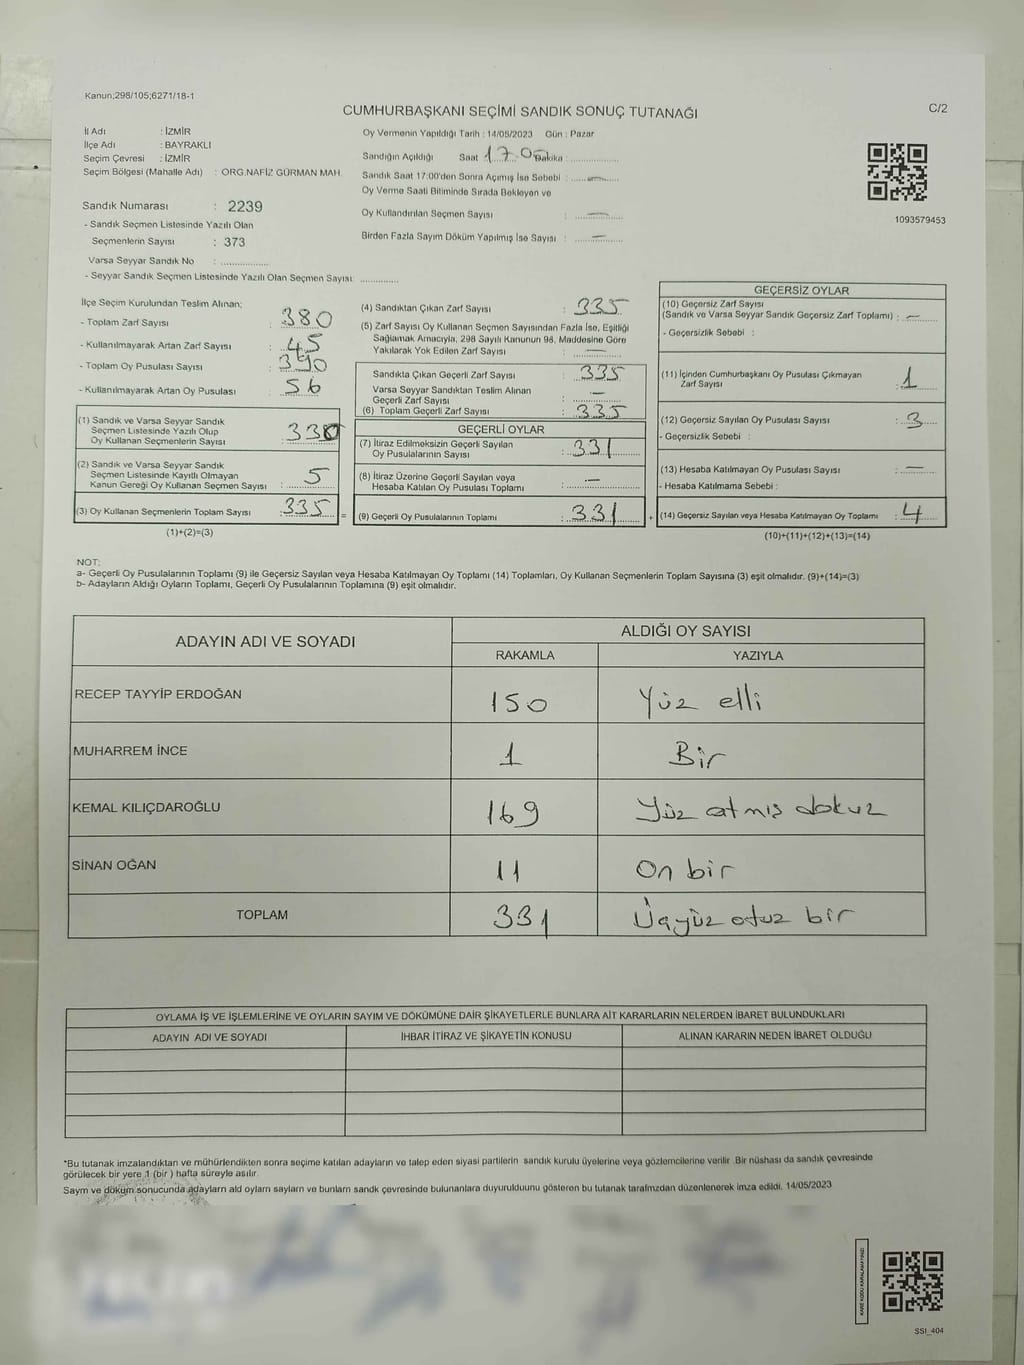 Kanun;298/105;6271/18-1
CUMHURBAŞKANI SEÇİMİ SANDIK SONUÇ TUTANAĞI
C/2
İl Adı : İZMİR
İlçe Adı : BAYRAKLI
Seçim Çevresi : İZMİR
Seçim Bölgesi (Mahalle Adı) : ORG.NAFİZ GÜRMAN MAH.
Sandık Numarası : 2239
- Sandık Seçmen Listesinde Yazılı Olan
Seçmenlerin Sayısı : 373
Varsa Seyyar Sandık No : ..............
- Seyyar Sandık Seçmen Listesinde Yazılı Olan Seçmen Sayısı: ............
Oy Vermenin Yapıldığı Tarih : 14/05/2023 Gün : Pazar
Sandığın Açıldığı Saat 17.00 Dakika : ............
Sandık Saat 17:00'den Sonra Açımış İse Sebebi : —
Oy Verme Saati Bitiminde Sırada Bekleyen ve
Oy Kullandırılan Seçmen Sayısı : —
Birden Fazla Sayım Döküm Yapılmış İse Sayısı : —
1093579453
İlçe Seçim Kurulundan Teslim Alınan;
- Toplam Zarf Sayısı : 380
- Kullanılmayarak Artan Zarf Sayısı : 45
- Toplam Oy Pusulası Sayısı : 390
- Kullanılmayarak Artan Oy Pusulası : 56
(1) Sandık ve Varsa Seyyar Sandık
Seçmen Listesinde Yazılı Olup
Oy Kullanan Seçmenlerin Sayısı : 330
(2) Sandık ve Varsa Seyyar Sandık
Seçmen Listesinde Kayıtlı Olmayan
Kanun Gereği Oy Kullanan Seçmen Sayısı : 5
(3) Oy Kullanan Seçmenlerin Toplam Sayısı : 335 =
(1)+(2)=(3)
(4) Sandıktan Çıkan Zarf Sayısı : 335
(5) Zarf Sayısı Oy Kullanan Seçmen Sayısından Fazla İse, Eşitliği
Sağlamak Amacıyla; 298 Sayılı Kanunun 98. Maddesine Göre
Yakılarak Yok Edilen Zarf Sayısı : —
Sandıkta Çıkan Geçerli Zarf Sayısı : 335
Varsa Seyyar Sandıktan Teslim Alınan
Geçerli Zarf Sayısı : —
(6) Toplam Geçerli Zarf Sayısı : 335
GEÇERLİ OYLAR
(7) İtiraz Edilmeksizin Geçerli Sayılan
Oy Pusulalarının Sayısı : 331
(8) İtiraz Üzerine Geçerli Sayılan veya
Hesaba Katılan Oy Pusulası Toplamı : —
(9) Geçerli Oy Pusulalarının Toplamı : 331 +
GEÇERSİZ OYLAR
(10) Geçersiz Zarf Sayısı
(Sandık ve Varsa Seyyar Sandık Geçersiz Zarf Toplamı) : —
- Geçersizlik Sebebi :
(11) İçinden Cumhurbaşkanı Oy Pusulası Çıkmayan
Zarf Sayısı : 1
(12) Geçersiz Sayılan Oy Pusulası Sayısı : 3
- Geçersizlik Sebebi :
(13) Hesaba Katılmayan Oy Pusulası Sayısı : —
- Hesaba Katılmama Sebebi :
(14) Geçersiz Sayılan veya Hesaba Katılmayan Oy Toplamı : 4
(10)+(11)+(12)+(13)=(14)
NOT:
a- Geçerli Oy Pusulalarının Toplamı (9) ile Geçersiz Sayılan veya Hesaba Katılmayan Oy Toplamı (14) Toplamları, Oy Kullanan Seçmenlerin Toplam Sayısına (3) eşit olmalıdır. (9)+(14)=(3)
b- Adayların Aldığı Oyların Toplamı, Geçerli Oy Pusulalarının Toplamına (9) eşit olmalıdır.
ADAYIN ADI VE SOYADI
ALDIĞI OY SAYISI
RAKAMLA YAZIYLA
RECEP TAYYİP ERDOĞAN 150 Yüz elli
MUHARREM İNCE 1 Bir
KEMAL KILIÇDAROĞLU 169 Yüz atmış dokuz
SİNAN OĞAN 11 On bir
TOPLAM 331 Üçyüz otuz bir
OYLAMA İŞ VE İŞLEMLERİNE VE OYLARIN SAYIM VE DÖKÜMÜNE DAİR ŞİKAYETLERLE BUNLARA AİT KARARLARIN NELERDEN İBARET BULUNDUKLARI
ADAYIN ADI VE SOYADI İHBAR İTİRAZ VE ŞİKAYETİN KONUSU ALINAN KARARIN NEDEN İBARET OLDUĞU
*Bu tutanak imzalandıktan ve mühürlendikten sonra seçime katılan adayların ve talep eden siyasi partilerin sandık kurulu üyelerine veya gözlemcilerine verilir .Bir nüshası da sandık çevresinde
görülecek bir yere 1 (bir ) hafta süreyle asılır.
Saym ve döküm sonucunda adayların ald oylarn saylarn ve bunların sandk çevresinde bulunanlara duyurulduunu gösteren bu tutanak tarafmzdan düzenlenerek imza edildi. 14/05/2023
KARE KODU KARALAMAYINIZ!
SSI_404